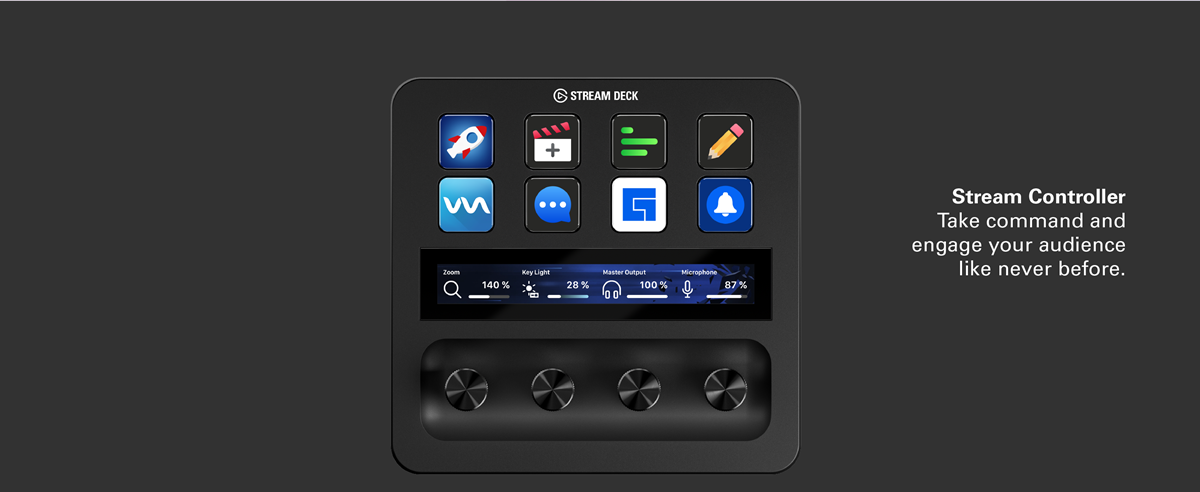 STREAM DECK
Zoom
140 %
Key Light
28 %
Master Output
100 %
Microphone
87 %
Stream Controller
Take command and
engage your audience
like never before.